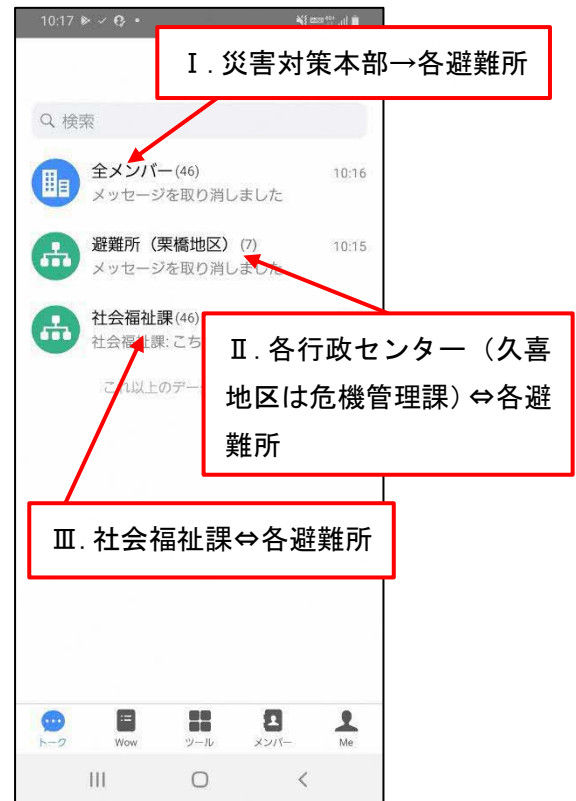 10:17
Ⅰ.災害対策本部→各避難所
検索
全メンバー(46)
10:16
メッセージを取り消しました
避難所（栗橋地区）(7)
10:15
メッセージを取り消しました
社会福祉課(46)
社会福祉課: こち
これ以上のデー
Ⅱ.各行政センター（久喜
地区は危機管理課）⇔各避
難所
Ⅲ.社会福祉課⇔各避難所
トーク
Wow
ツール
メンバー
Me